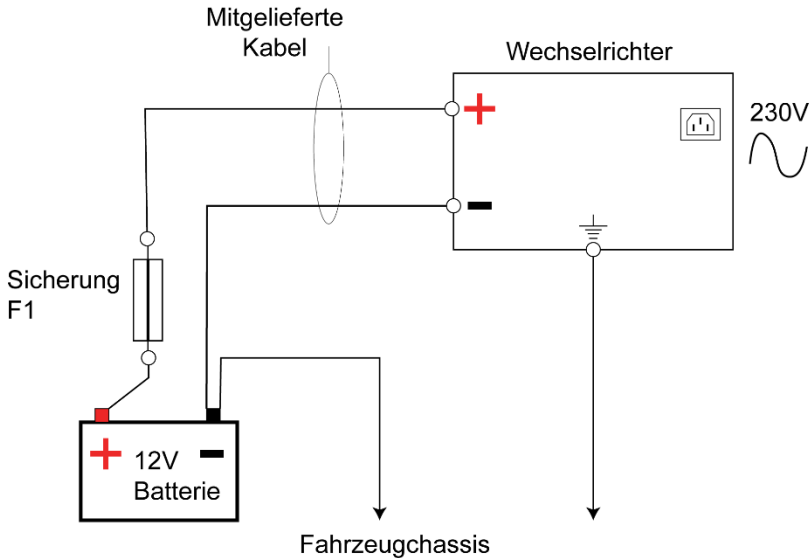 Mitgelieferte
Kabel
Wechselrichter
230V
Sicherung
F1
12V
Batterie
Fahrzeugchassis